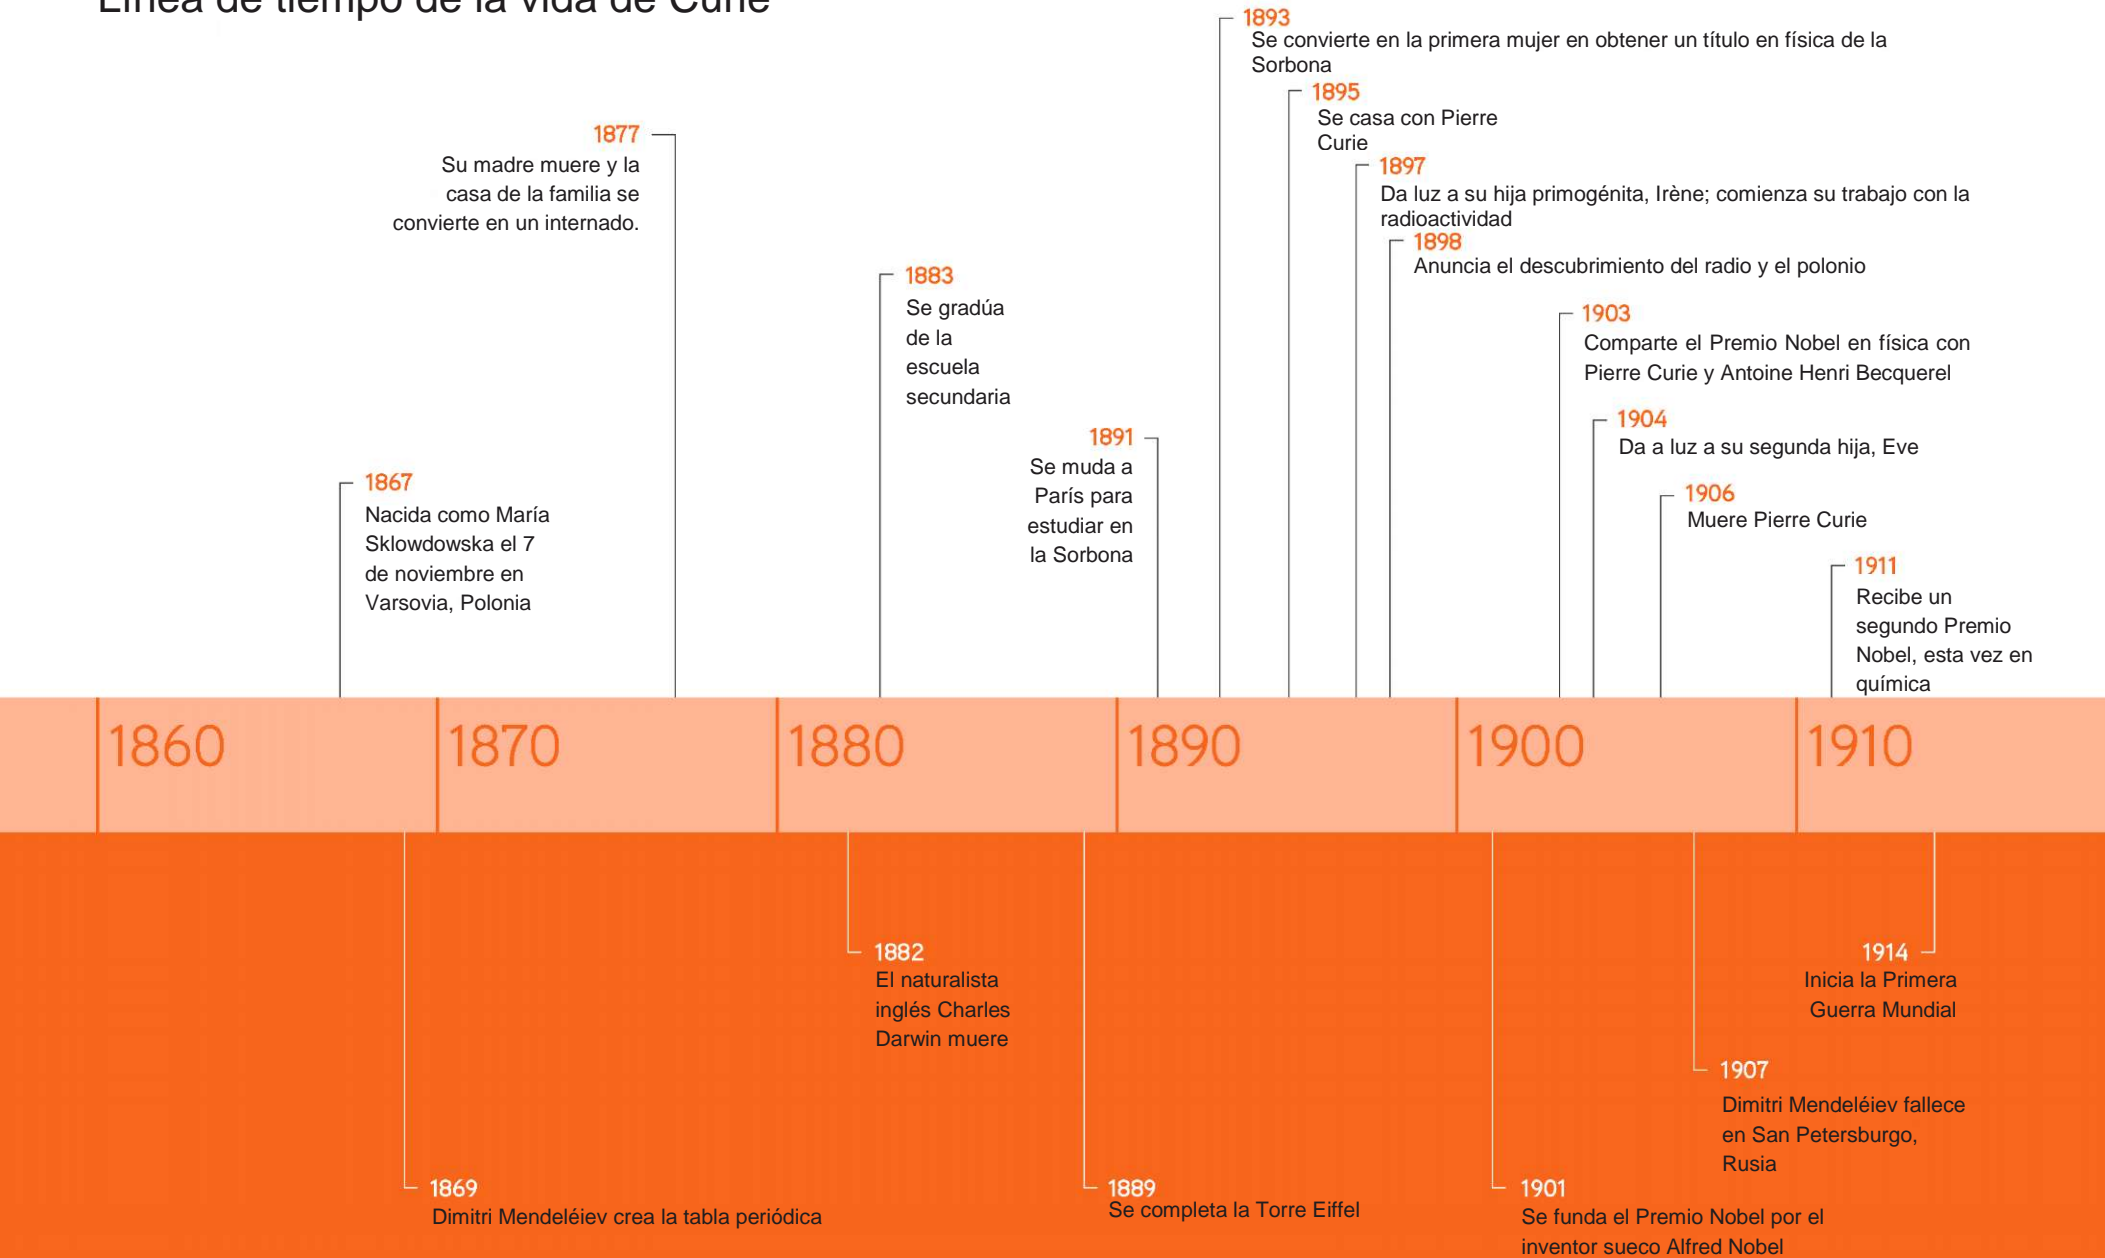 Línea de tiempo de la vida de Curie
1893
Se convierte en la primera mujer en obtener un título en física de la
Sorbona
1895
Se casa con Pierre
Curie
1877
Su madre muere y la
casa de la familia se
convierte en un internado.
1897
Da luz a su hija primogénita, Irène; comienza su trabajo con la
radioactividad
1898
Anuncia el descubrimiento del radio y el polonio
1883
Se gradúa
de la
escuela
secundaria
1903
Comparte el Premio Nobel en física con
Pierre Curie y Antoine Henri Becquerel
1904
Da a luz a su segunda hija, Eve
1891
Se muda a
París para
estudiar en
la Sorbona
1867
Nacida como María
Sklowdowska el 7
de noviembre en
Varsovia, Polonia
1906
Muere Pierre Curie
1911
Recibe un
segundo Premio
Nobel, esta vez en
química
1860
1870
1880
1890
1900
1910
1882
El naturalista
inglés Charles
Darwin muere
1914
Inicia la Primera
Guerra Mundial
1907
Dimitri Mendeléiev fallece
en San Petersburgo,
Rusia
1869
Dimitri Mendeléiev crea la tabla periódica
1889
Se completa la Torre Eiffel
1901
Se funda el Premio Nobel por el
inventor sueco Alfred Nobel